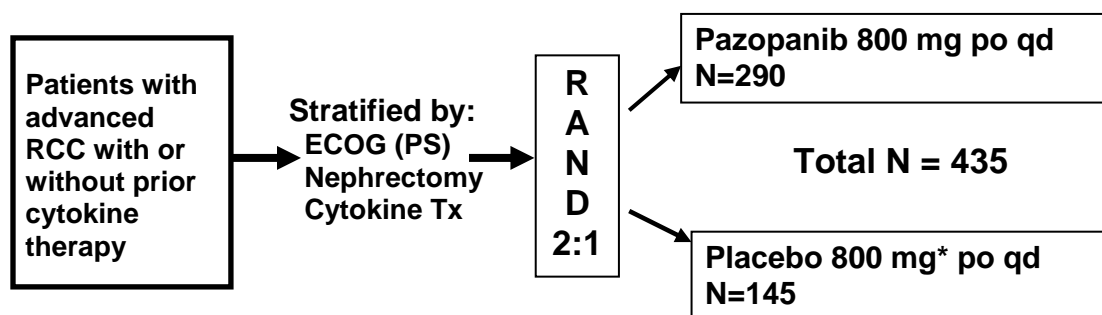 Patients with
advanced
RCC with or
without prior
cytokine
therapy
Stratified by:
ECOG (PS)
Nephrectomy
Cytokine Tx
R
A
N
D
2:1
Pazopanib 800 mg po qd
N=290
Total N = 435
Placebo 800 mg* po qd
N=145